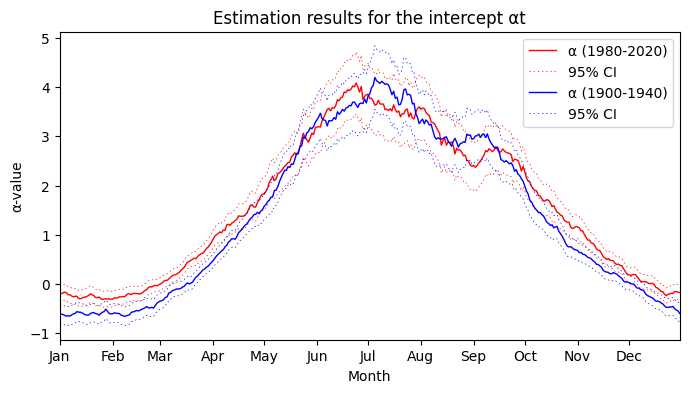 Estimation results for the intercept αt
α (1980-2020)
95% CI
α (1900-1940)
95% CI
5
4
3
2
1
0
−1
α-value
Jan Feb Mar Apr May Jun Jul Aug Sep Oct Nov Dec
Month